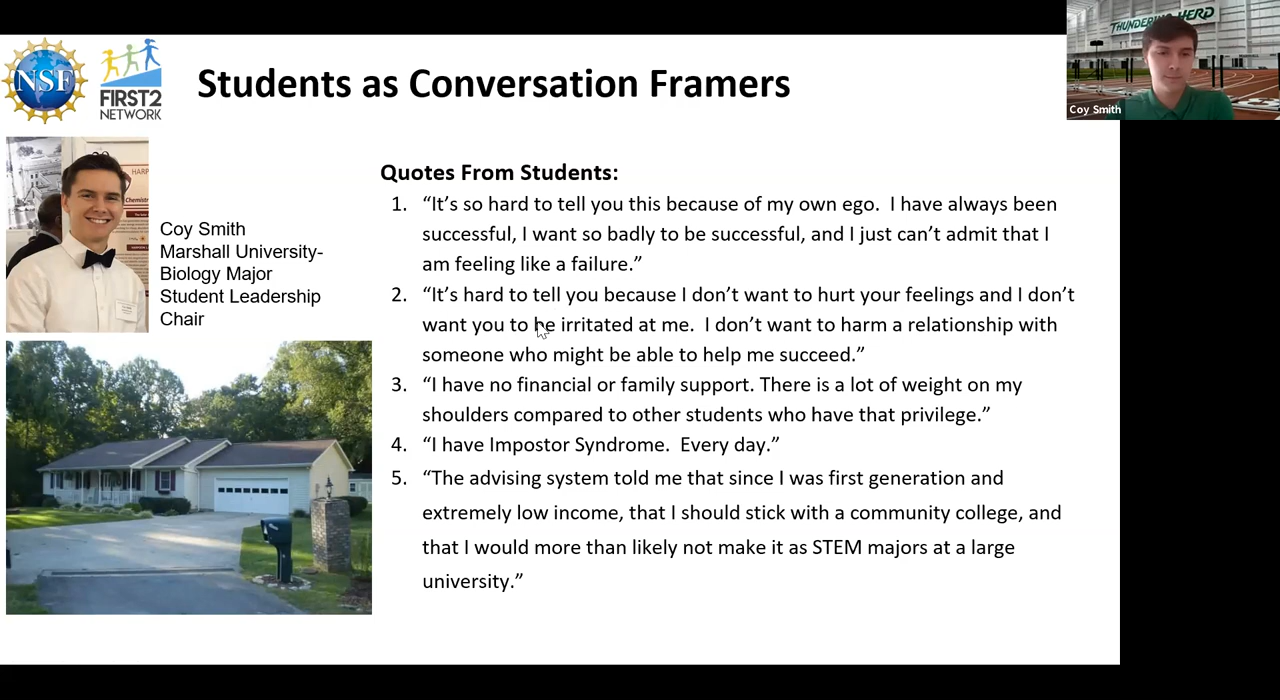 THUNDERING HERD
Coy Smith
NSF
FIRST2
NETWORK
Students as Conversation Framers
HARP
Chemistry
Coy Smith
Marshall University-
Biology Major
Student Leadership
Chair
Quotes From Students:
1. “It’s so hard to tell you this because of my own ego.  I have always been
successful, I want so badly to be successful, and I just can’t admit that I
am feeling like a failure.”
2. “It’s hard to tell you because I don’t want to hurt your feelings and I don’t
want you to be irritated at me.  I don’t want to harm a relationship with
someone who might be able to help me succeed.”
3. “I have no financial or family support. There is a lot of weight on my
shoulders compared to other students who have that privilege.”
4. “I have Impostor Syndrome.  Every day.”
5. “The advising system told me that since I was first generation and
extremely low income, that I should stick with a community college, and
that I would more than likely not make it as STEM majors at a large
university.”